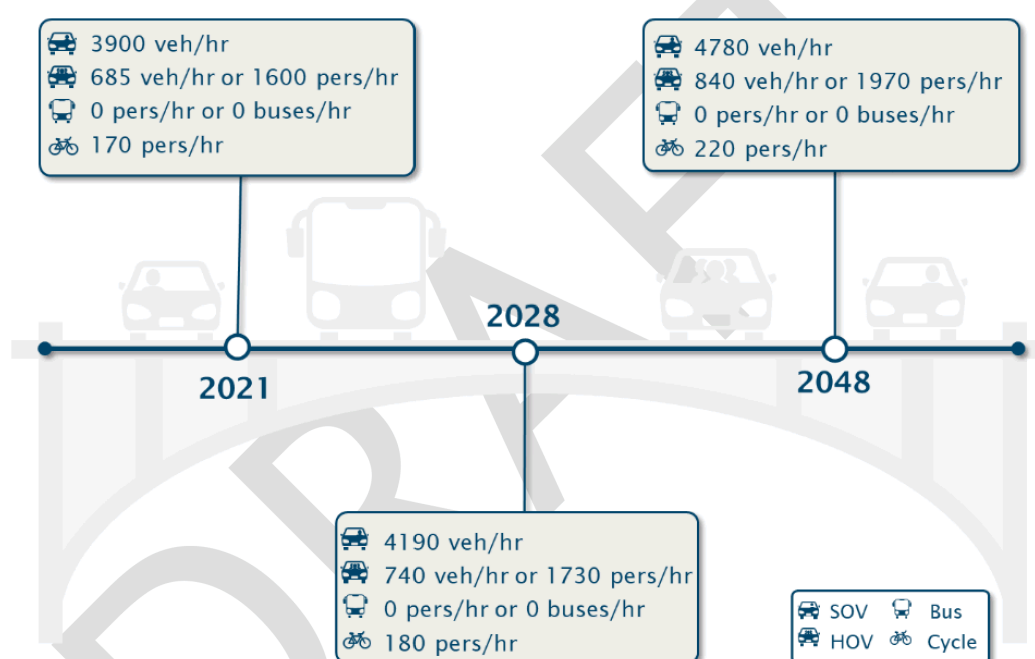 3900 veh/hr
685 veh/hr or 1600 pers/hr
0 pers/hr or 0 buses/hr
170 pers/hr
4780 veh/hr
840 veh/hr or 1970 pers/hr
0 pers/hr or 0 buses/hr
220 pers/hr
2028
2021
2048
4190 veh/hr
740 veh/hr or 1730 pers/hr
0 pers/hr or 0 buses/hr
180 pers/hr
SOV Bus
HOV Cycle
DRAF